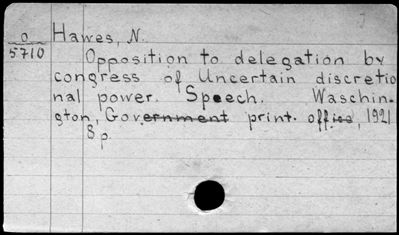 O Hawes, N.
5710 Opposition to delegation by
congress of Uncertain discretio
nal power. Speech. Waschin-
gton, Government print. office, 1921
8 p.